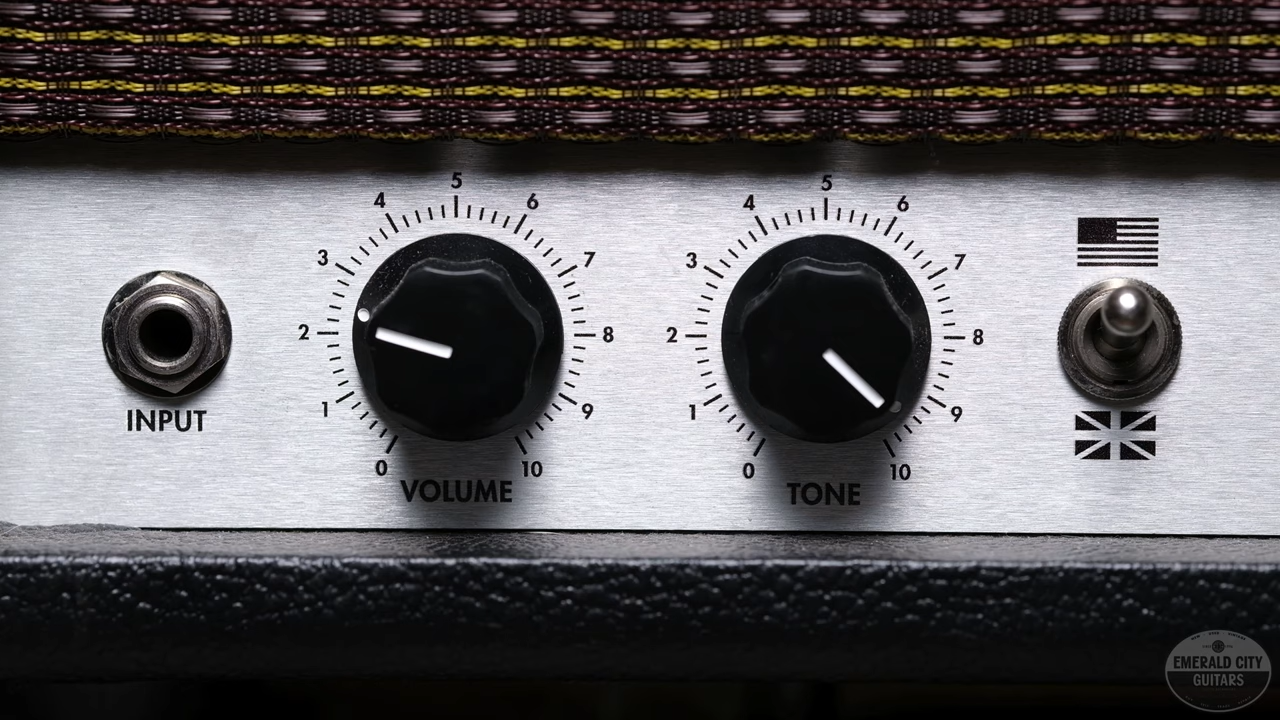 5 5
4 6 4 6
3 7 3 7
2 8 2 8
1 9 1 9
INPUT
0 10 0 10
VOLUME TONE
EMERALD CITY
GUITARS